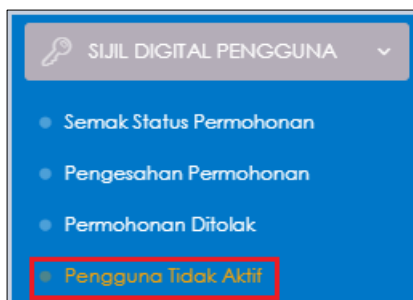 SIJIL DIGITAL PENGGUNA
Semak Status Permohonan
Pengesahan Permohonan
Permohonan Ditolak
Pengguna Tidak Aktif